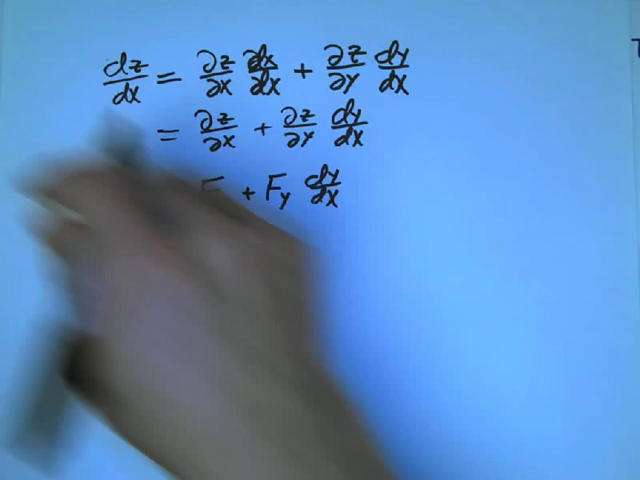 dz/dx = ∂z/∂x dx/dx + ∂z/∂y dy/dx
= ∂z/∂x + ∂z/∂y dy/dx
F + F_y dy/dx